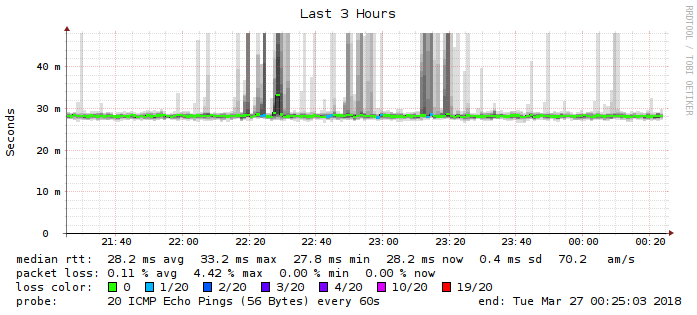 Last 3 Hours
RRDTOOL / TOBI OETIKER
Seconds
40 m
30 m
20 m
10 m
0
21:40 22:00 22:20 22:40 23:00 23:20 23:40 00:00 00:20
median rtt: 28.2 ms avg 33.2 ms max 27.8 ms min 28.2 ms now 0.4 ms sd 70.2 am/s
packet loss: 0.11 % avg 4.42 % max 0.00 % min 0.00 % now
loss color: 0 1/20 2/20 3/20 4/20 10/20 19/20
probe: 20 ICMP Echo Pings (56 Bytes) every 60s end: Tue Mar 27 00:25:03 2018